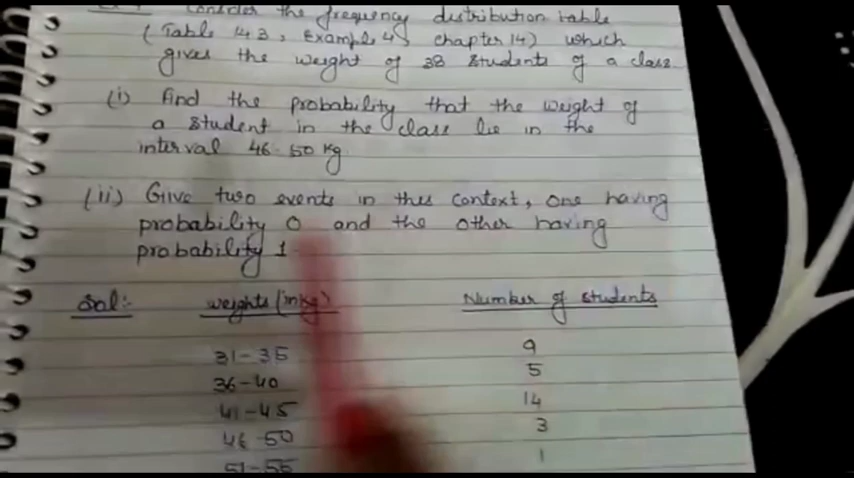 Consider the frequency distribution table
(Table 14.3, Example 4, chapter 14) which
gives the weight of 38 students of a class
(i) Find the probability that the weight of
a student in the class lie in the
interval 46-50 kg.
(ii) Give two events in this context, one having
probability 0 and the other having
probability 1
Sol:- weights (in kg) Number of students
31-35 9
36-40 5
41-45 14
46-50 3
51-55 1